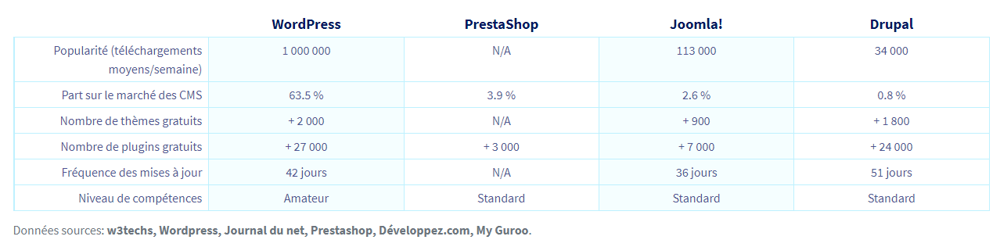 WordPress PrestaShop Joomla! Drupal
Popularité (téléchargements 1 000 000 N/A 113 000 34 000
moyens/semaine)
Part sur le marché des CMS 63.5 % 3.9 % 2.6 % 0.8 %
Nombre de thèmes gratuits + 2 000 N/A + 900 + 1 800
Nombre de plugins gratuits + 27 000 + 3 000 + 7 000 + 24 000
Fréquence des mises à jour 42 jours N/A 36 jours 51 jours
Niveau de compétences Amateur Standard Standard Standard
Données sources: w3techs, Wordpress, Journal du net, Prestashop, Développez.com, My Guroo.